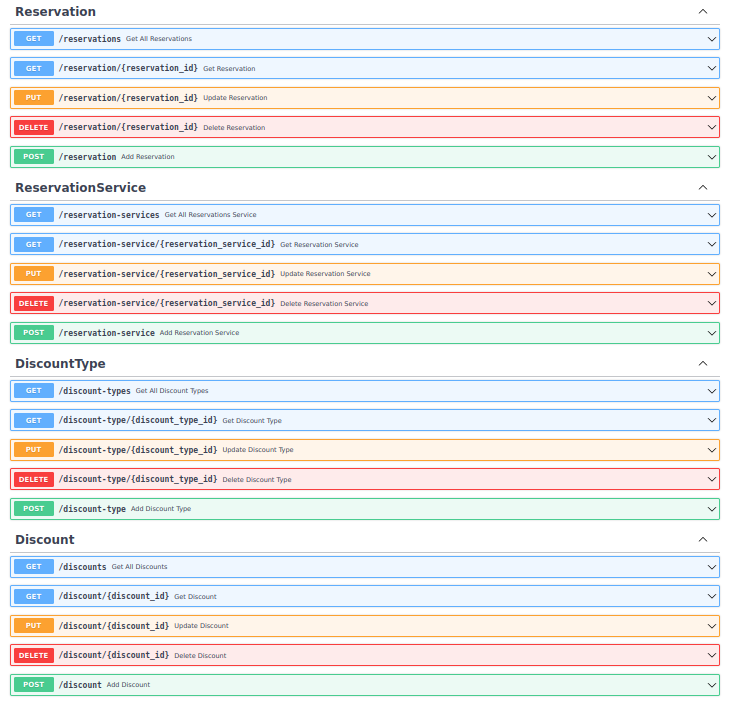 Reservation
GET /reservations Get All Reservations
GET /reservation/{reservation_id} Get Reservation
PUT /reservation/{reservation_id} Update Reservation
DELETE /reservation/{reservation_id} Delete Reservation
POST /reservation Add Reservation
ReservationService
GET /reservation-services Get All Reservations Service
GET /reservation-service/{reservation_service_id} Get Reservation Service
PUT /reservation-service/{reservation_service_id} Update Reservation Service
DELETE /reservation-service/{reservation_service_id} Delete Reservation Service
POST /reservation-service Add Reservation Service
DiscountType
GET /discount-types Get All Discount Types
GET /discount-type/{discount_type_id} Get Discount Type
PUT /discount-type/{discount_type_id} Update Discount Type
DELETE /discount-type/{discount_type_id} Delete Discount Type
POST /discount-type Add Discount Type
Discount
GET /discounts Get All Discounts
GET /discount/{discount_id} Get Discount
PUT /discount/{discount_id} Update Discount
DELETE /discount/{discount_id} Delete Discount
POST /discount Add Discount